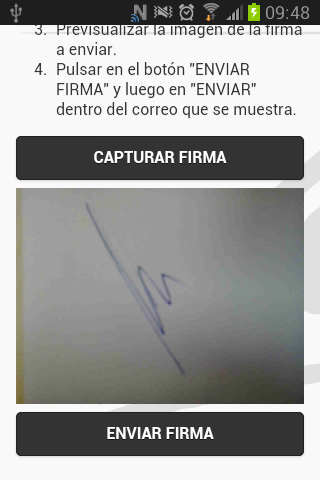 09:48
3. Previsualizar la imagen de la firma
a enviar.
4. Pulsar en el botón "ENVIAR
FIRMA" y luego en "ENVIAR"
dentro del correo que se muestra.
CAPTURAR FIRMA
ENVIAR FIRMA